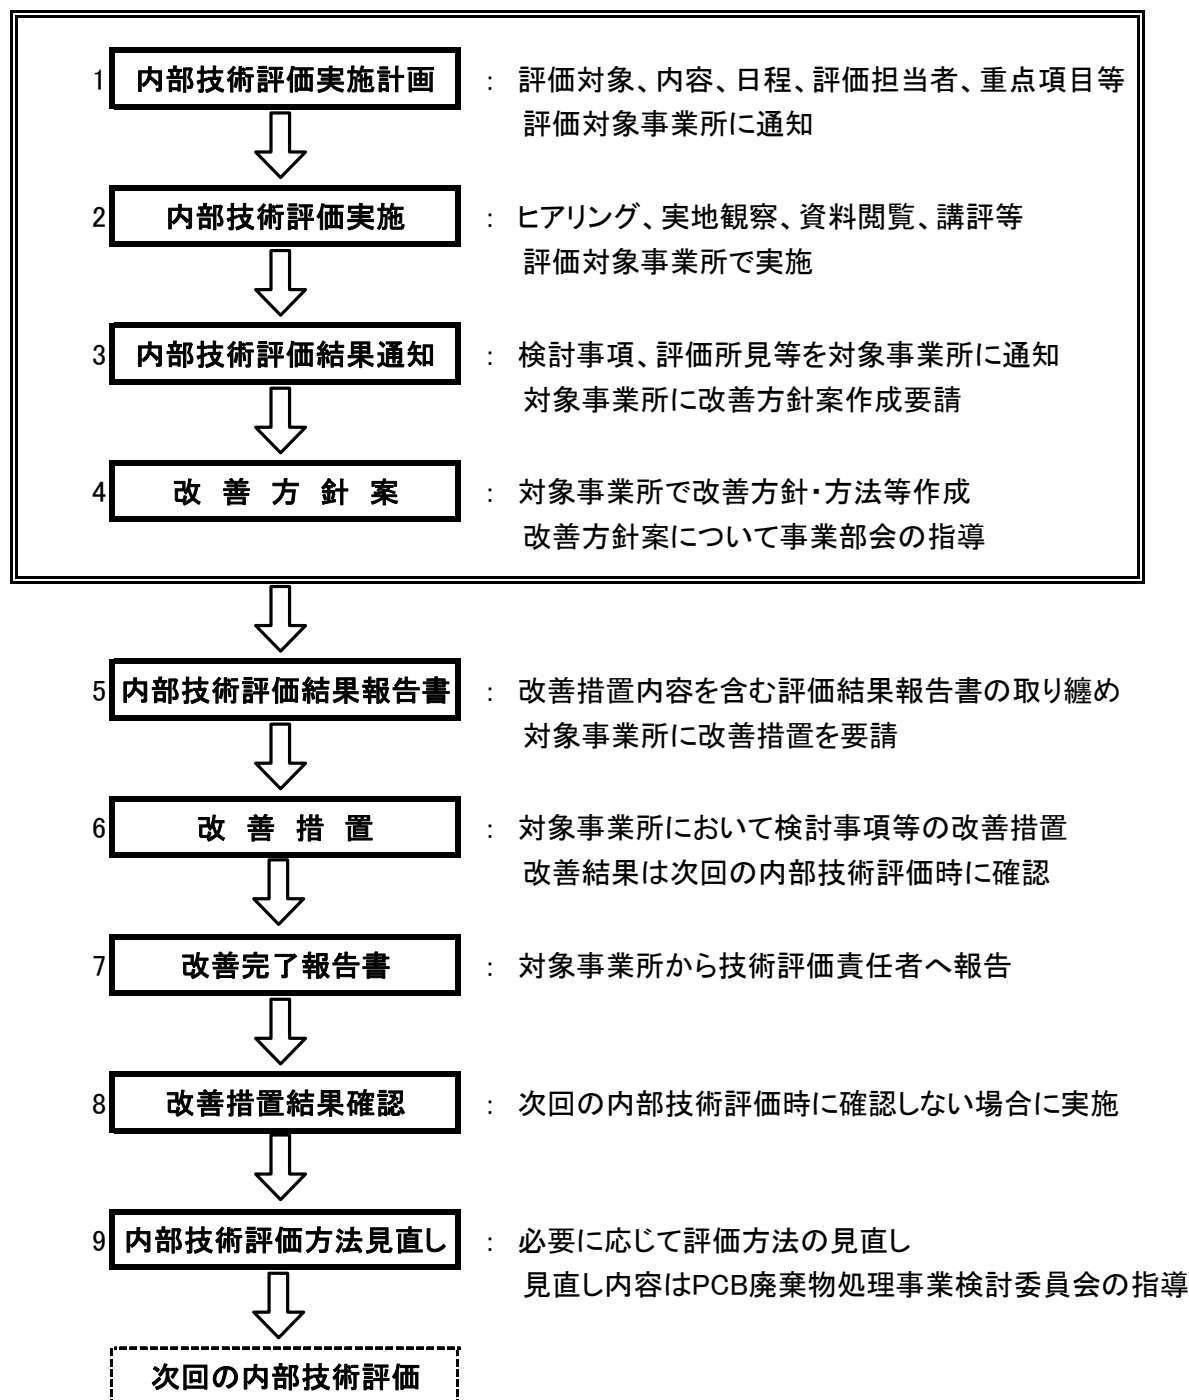 1 内部技術評価実施計画 : 評価対象、内容、日程、評価担当者、重点項目等
評価対象事業所に通知
2 内部技術評価実施 : ヒアリング、実地観察、資料閲覧、講評等
評価対象事業所で実施
3 内部技術評価結果通知 : 検討事項、評価所見等を対象事業所に通知
対象事業所に改善方針案作成要請
4 改 善 方 針 案 : 対象事業所で改善方針・方法等作成
改善方針案について事業部会の指導
5 内部技術評価結果報告書 : 改善措置内容を含む評価結果報告書の取り纏め
対象事業所に改善措置を要請
6 改 善 措 置 : 対象事業所において検討事項等の改善措置
改善結果は次回の内部技術評価時に確認
7 改善完了報告書 : 対象事業所から技術評価責任者へ報告
8 改善措置結果確認 : 次回の内部技術評価時に確認しない場合に実施
9 内部技術評価方法見直し : 必要に応じて評価方法の見直し
見直し内容はPCB廃棄物処理事業検討委員会の指導
次回の内部技術評価